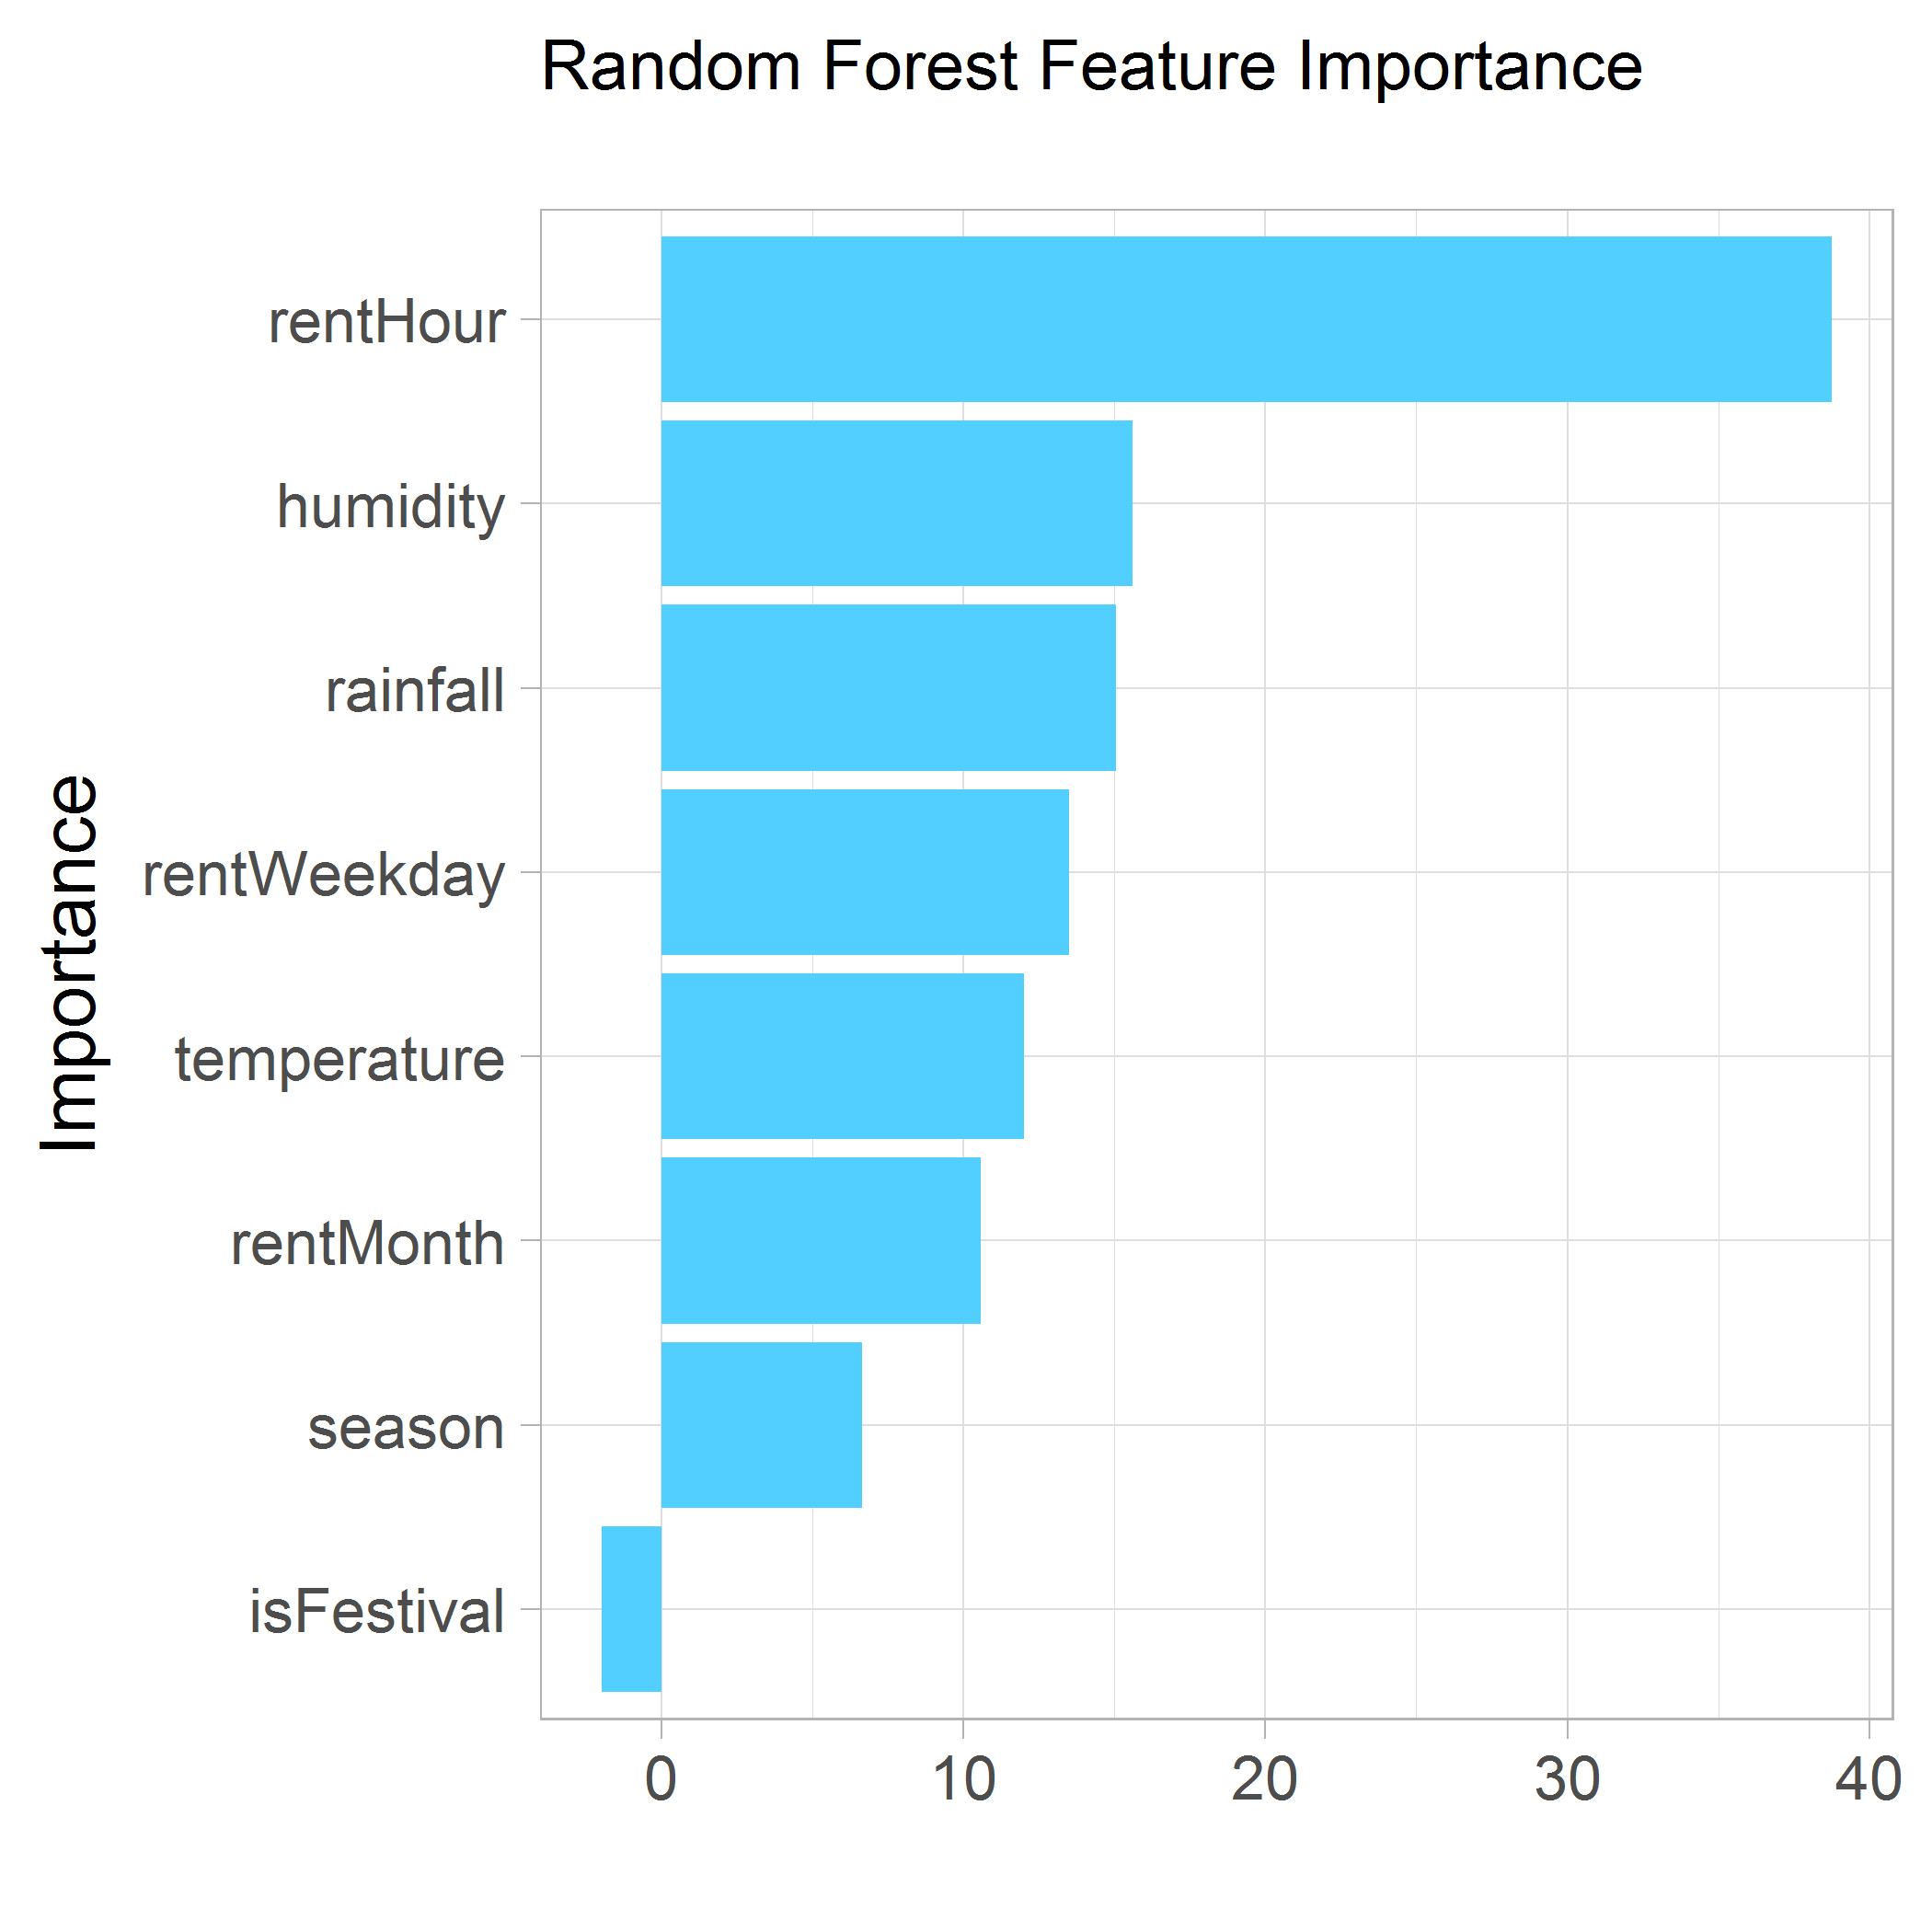 Random Forest Feature Importance
Importance
rentHour
humidity
rainfall
rentWeekday
temperature
rentMonth
season
isFestival
0 10 20 30 40